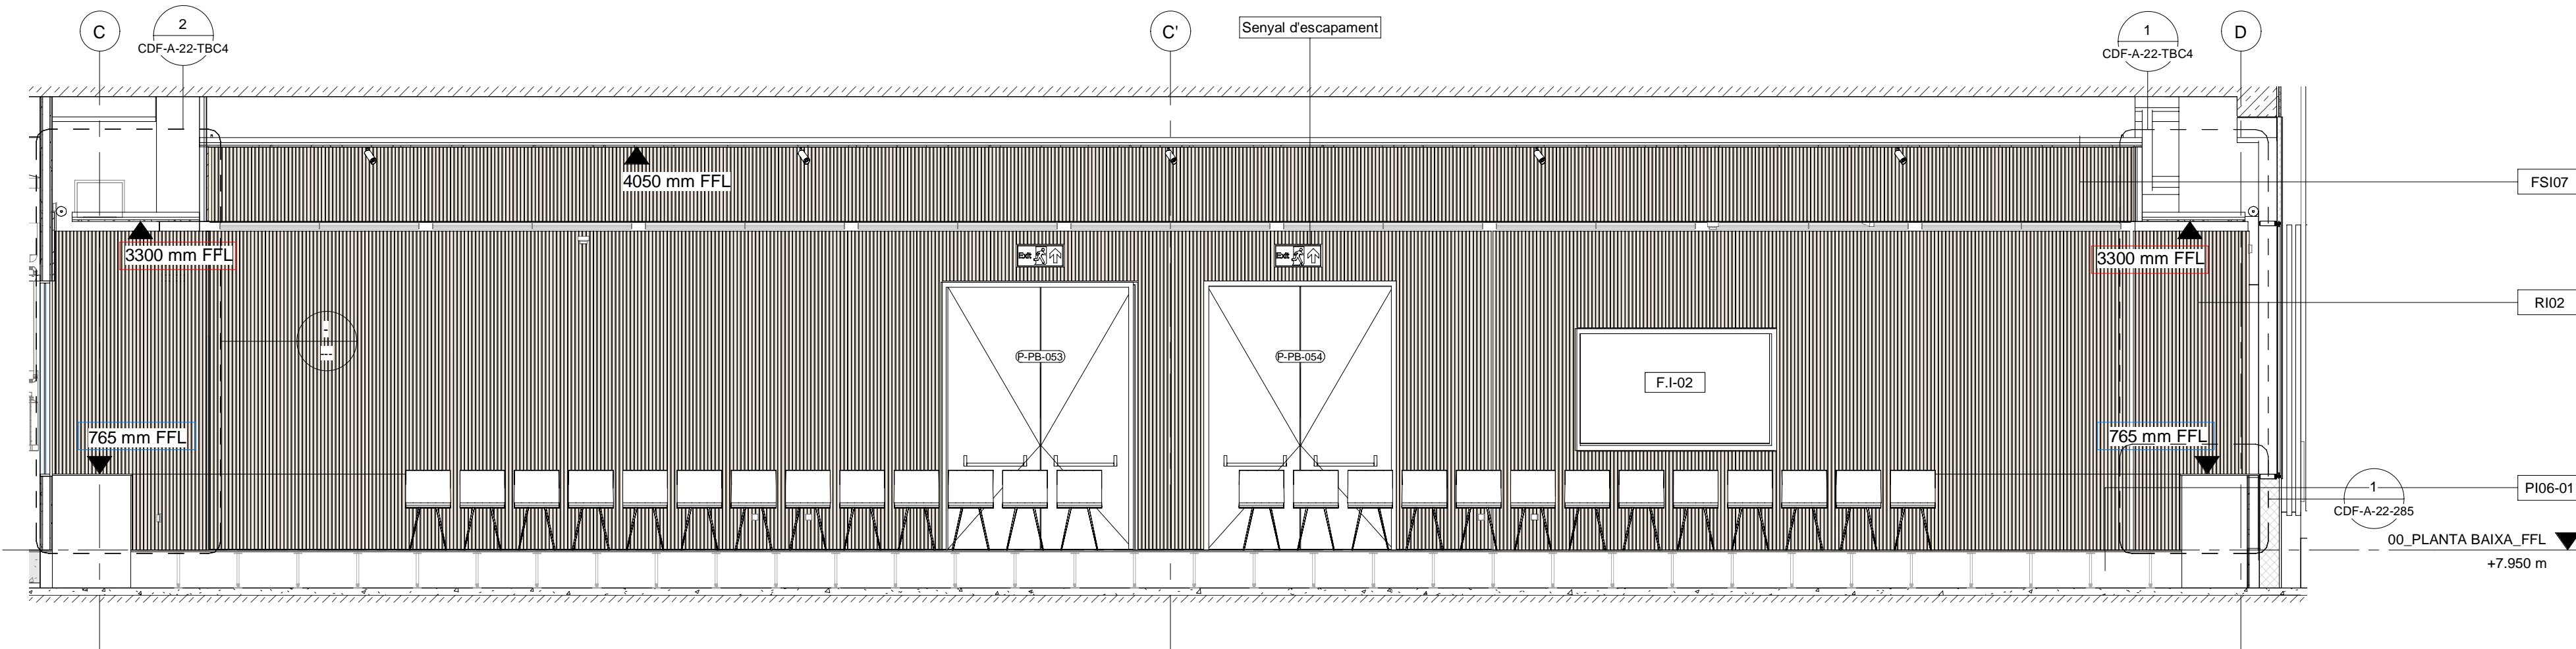 C
2
CDF-A-22-TBC4
C'
Senyal d'escapament
1
CDF-A-22-TBC4
D
4050 mm FFL
FSI07
3300 mm FFL
Exit
Exit
3300 mm FFL
RI02
-
---
P-PB-053
P-PB-054
F.I-02
765 mm FFL
765 mm FFL
PI06-01
1
CDF-A-22-285
00_PLANTA BAIXA_FFL
+7.950 m